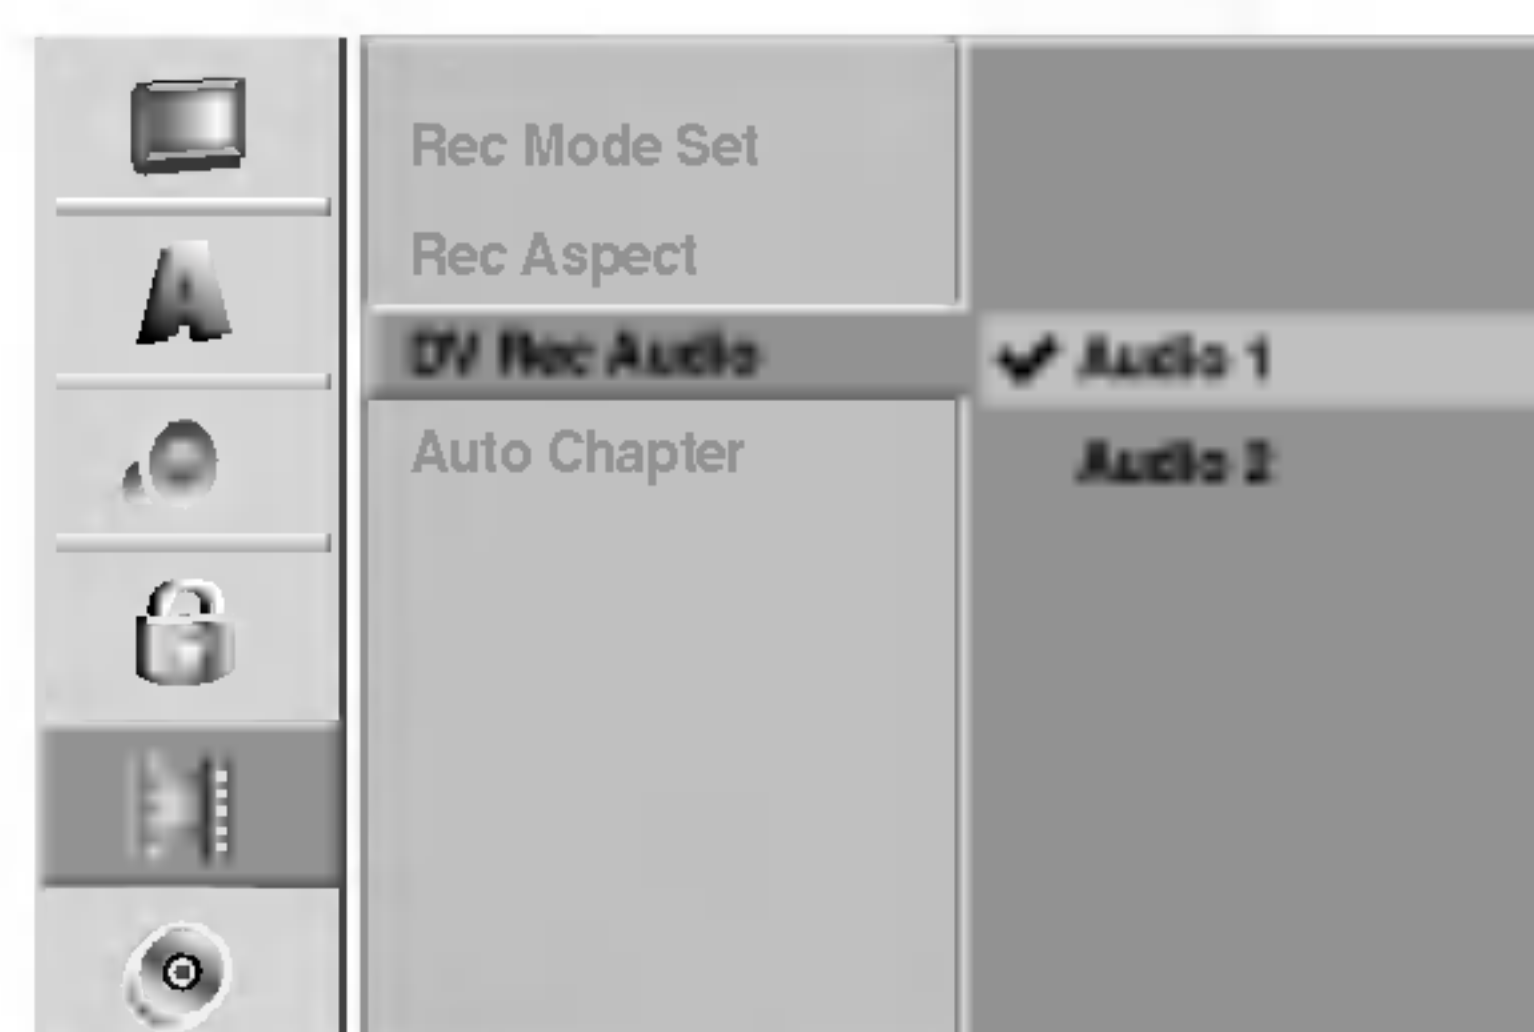 Rec Mode Set
Rec Aspect
DV Rec Audio
Audio 1
Auto Chapter
Audio 2